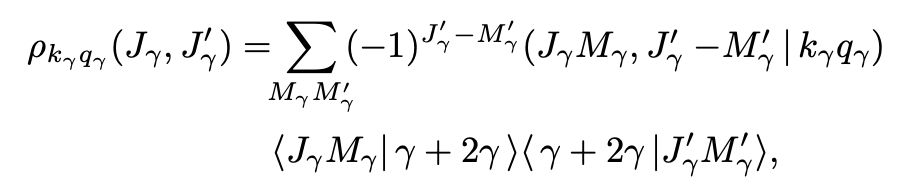 ρ_{k_γ q_γ}(J_γ, J′_γ) = ∑_{M_γ M′_γ} (−1)^{J′_γ − M′_γ} (J_γ M_γ, J′_γ −M′_γ | k_γ q_γ)
⟨J_γ M_γ | γ + 2γ⟩⟨γ + 2γ | J′_γ M′_γ⟩,